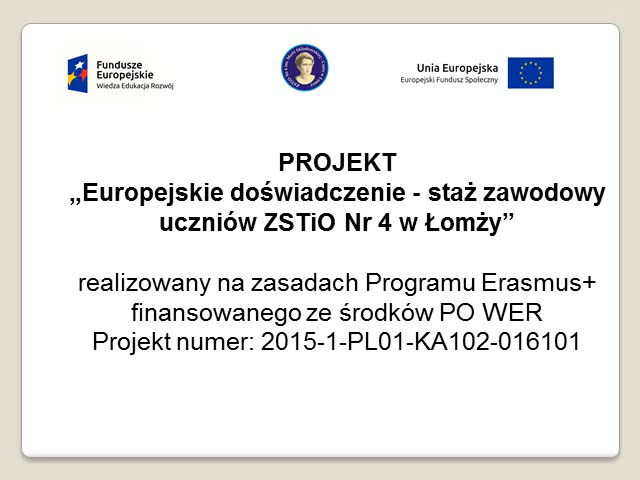 Fundusze
Europejskie
Wiedza Edukacja Rozwój
Unia Europejska
Europejski Fundusz Społeczny
PROJEKT
„Europejskie doświadczenie - staż zawodowy
uczniów ZSTiO Nr 4 w Łomży”
realizowany na zasadach Programu Erasmus+
finansowanego ze środków PO WER
Projekt numer: 2015-1-PL01-KA102-016101